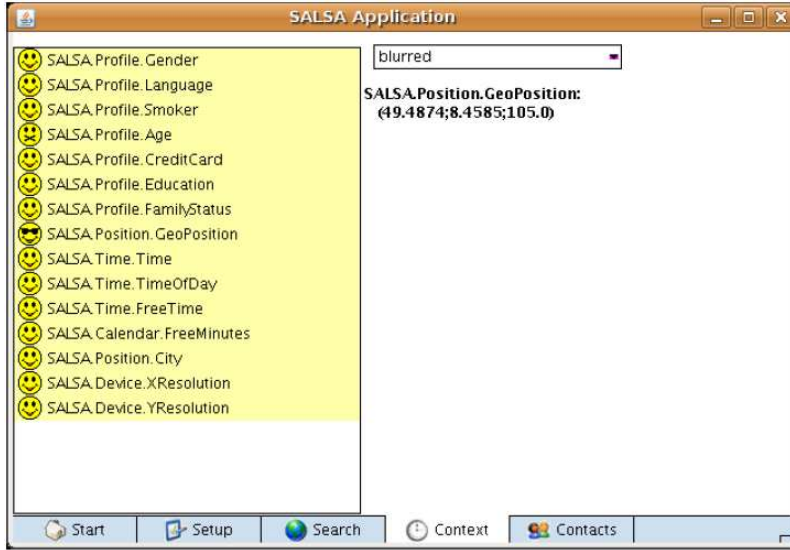 SALSA Application
SALSA.Profile.Gender
SALSA.Profile.Language
SALSA.Profile.Smoker
SALSA.Profile.Age
SALSA.Profile.CreditCard
SALSA.Profile.Education
SALSA.Profile.FamilyStatus
SALSA.Position.GeoPosition
SALSA.Time.Time
SALSA.Time.TimeOfDay
SALSA.Time.FreeTime
SALSA.Calendar.FreeMinutes
SALSA.Position.City
SALSA.Device.XResolution
SALSA.Device.YResolution
blurred
SALSA.Position.GeoPosition:
(49.4874;8.4585;105.0)
Start Setup Search Context Contacts